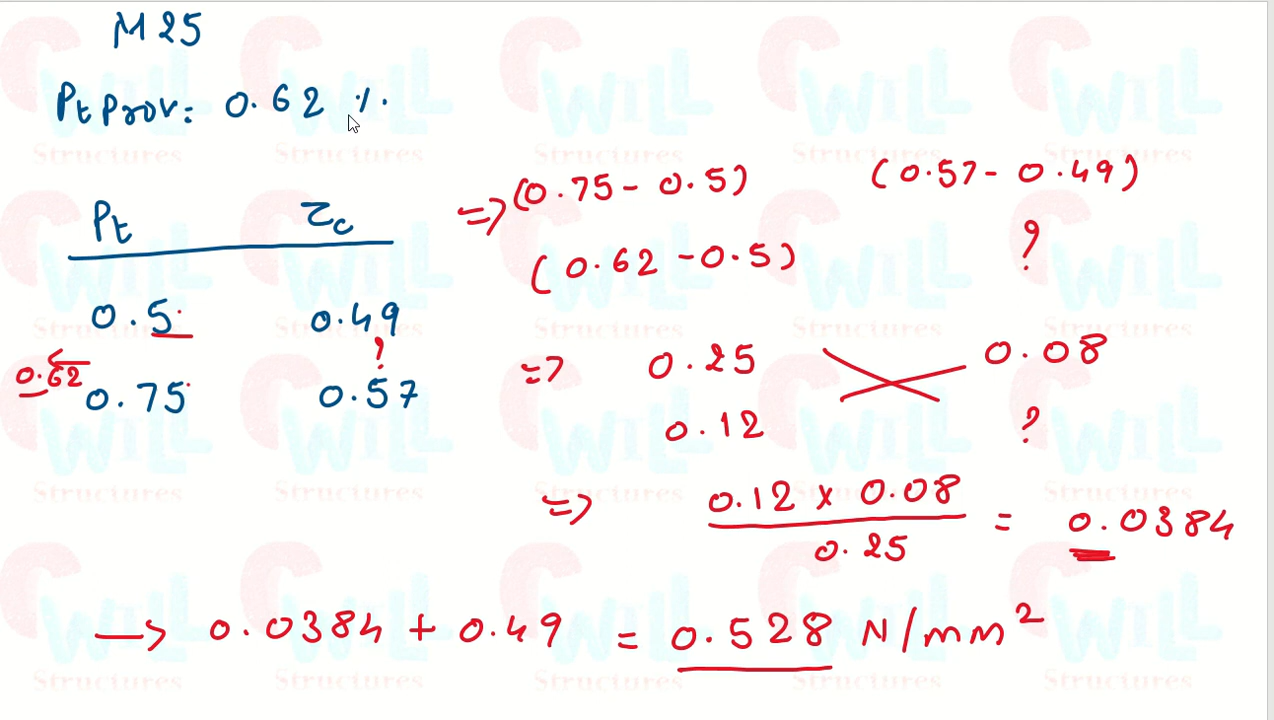 M25
Pt Prov: 0.62 %.
Pt τc
0.5 0.49
?
0.62
0.75 0.57
=> (0.75 - 0.5) (0.57 - 0.49)
(0.62 - 0.5) ?
=> 0.25 0.08
0.12 ?
=> 0.12 x 0.08
0.25
= 0.0384
→ 0.0384 + 0.49 = 0.528 N/mm²
C WILL
Structures